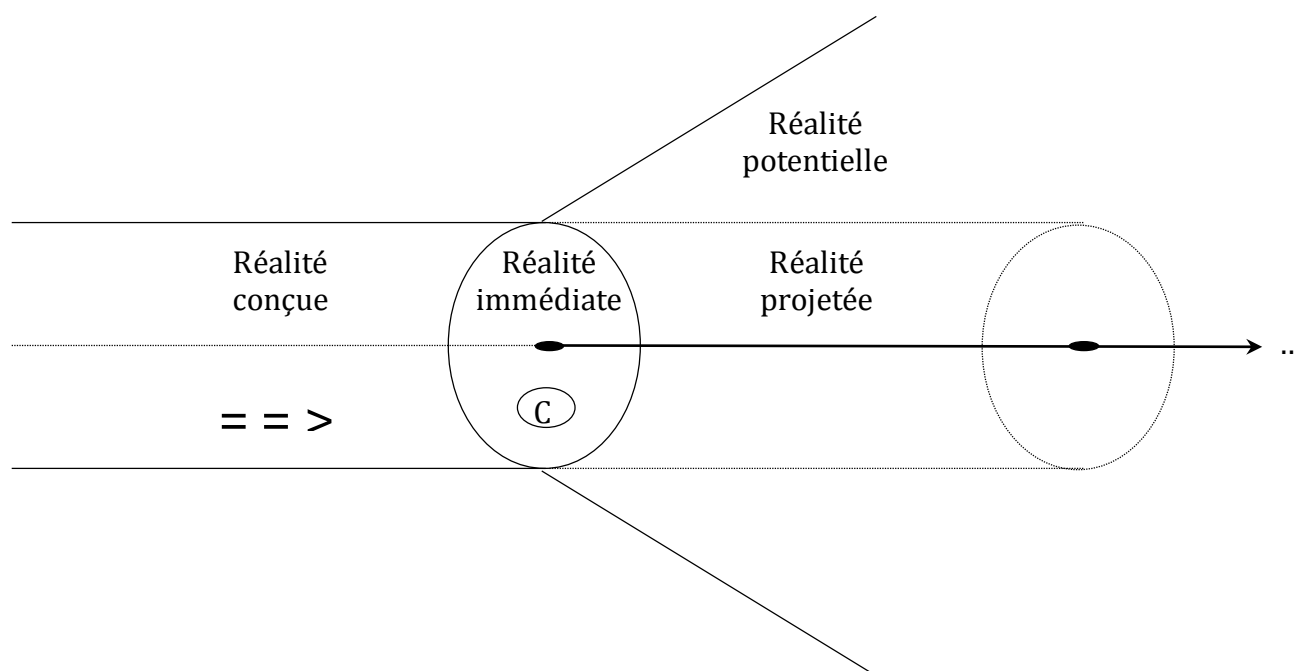 Réalité
potentielle
Réalité
conçue
Réalité
immédiate
Réalité
projetée
..
C
= = >